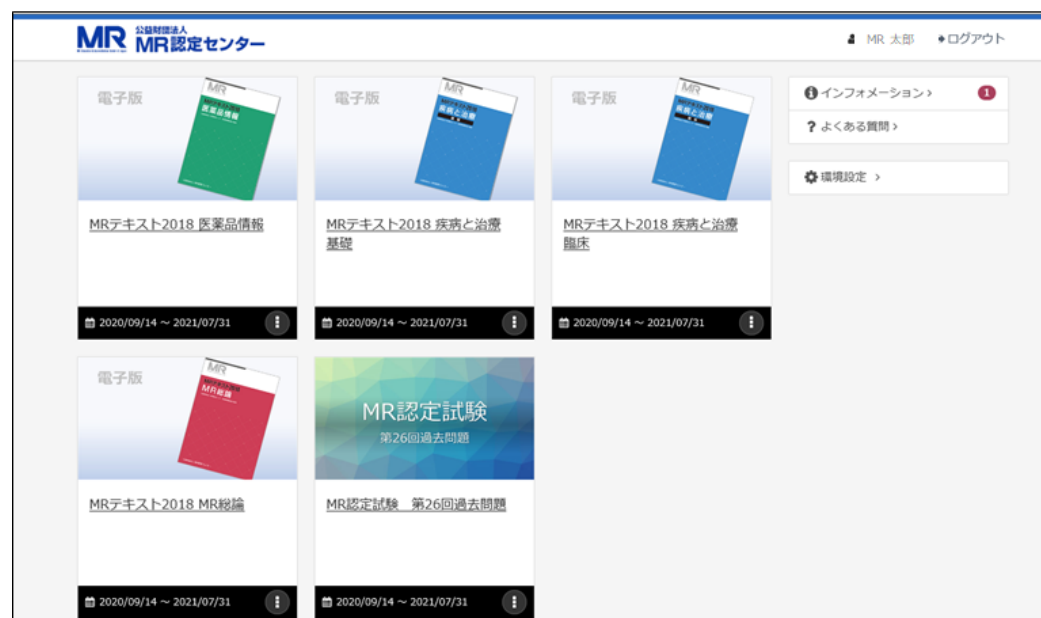 MR 公益財団法人
MR認定センター
MR 太郎 ログアウト
電子版
MR
医薬品情報
MRテキスト2018 医薬品情報
2020/09/14 ～ 2021/07/31
電子版
MR
疾病と治療
MRテキスト2018 疾病と治療
基礎
2020/09/14 ～ 2021/07/31
電子版
MR
疾病と治療
MRテキスト2018 疾病と治療
臨床
2020/09/14 ～ 2021/07/31
インフォメーション › 1
? よくある質問 ›
環境設定 ›
電子版
MR
MR総論
MRテキスト2018 MR総論
2020/09/14 ～ 2021/07/31
MR認定試験
第26回過去問題
MR認定試験　第26回過去問題
2020/09/14 ～ 2021/07/31